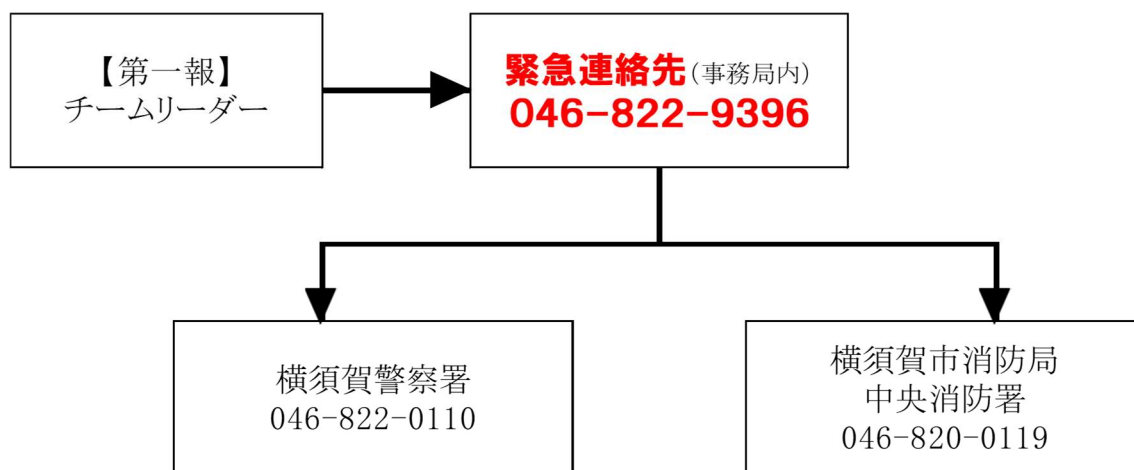 【第一報】
チームリーダー
緊急連絡先(事務局内)
046-822-9396
横須賀警察署
046-822-0110
横須賀市消防局
中央消防署
046-820-0119